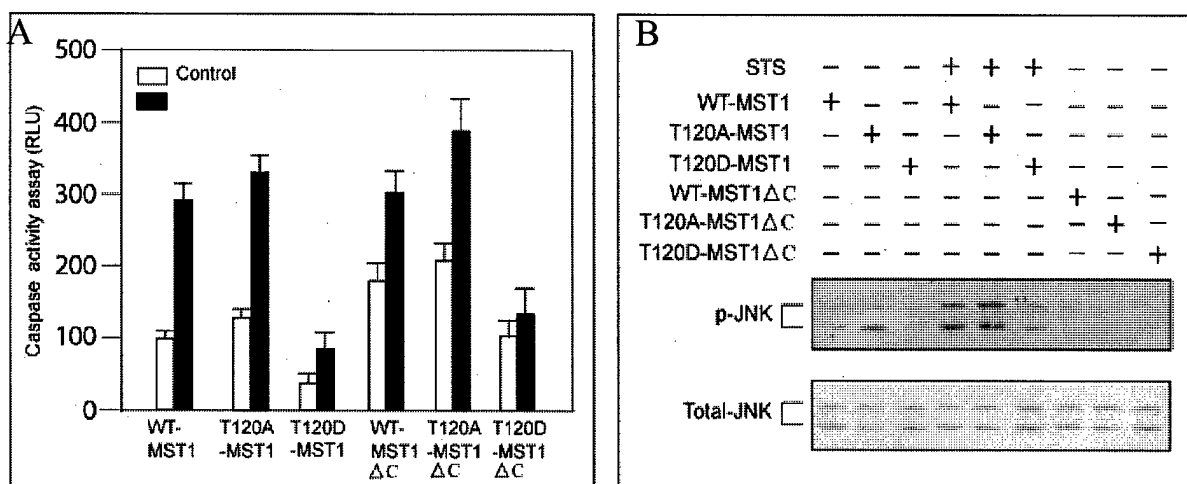 A
500
400
300
200
100
0
Caspase activity assay (RLU)
Control
WT-
MST1
T120A
-MST1
T120D
-MST1
WT-
MST1
ΔC
T120A
-MST1
ΔC
T120D
-MST1
ΔC
B
STS − − − + + + − − −
WT-MST1 + − − + − − − − −
T120A-MST1 − + − − + − − − −
T120D-MST1 − − + − − + − − −
WT-MST1ΔC − − − − − − + − −
T120A-MST1ΔC − − − − − − − + −
T120D-MST1ΔC − − − − − − − − +
p-JNK
Total-JNK